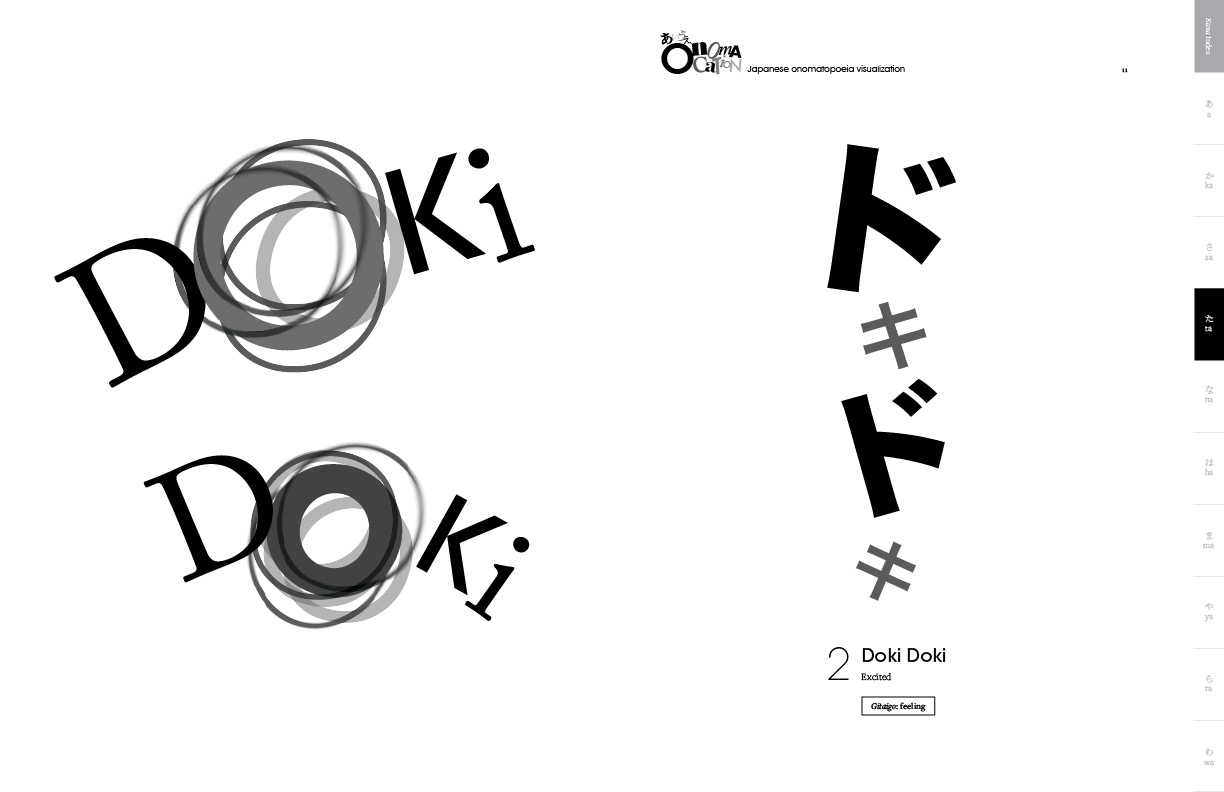 DOKi
DOKi
あいうえ
OnOmA
CaTioN
Japanese onomatopoeia visualization
11
ドキドキ
2
Doki Doki
Excited
Gitaigo: feeling
Kana Index
あ
a
か
ka
さ
sa
た
ta
な
na
は
ha
ま
ma
や
ya
ら
ra
わ
wa